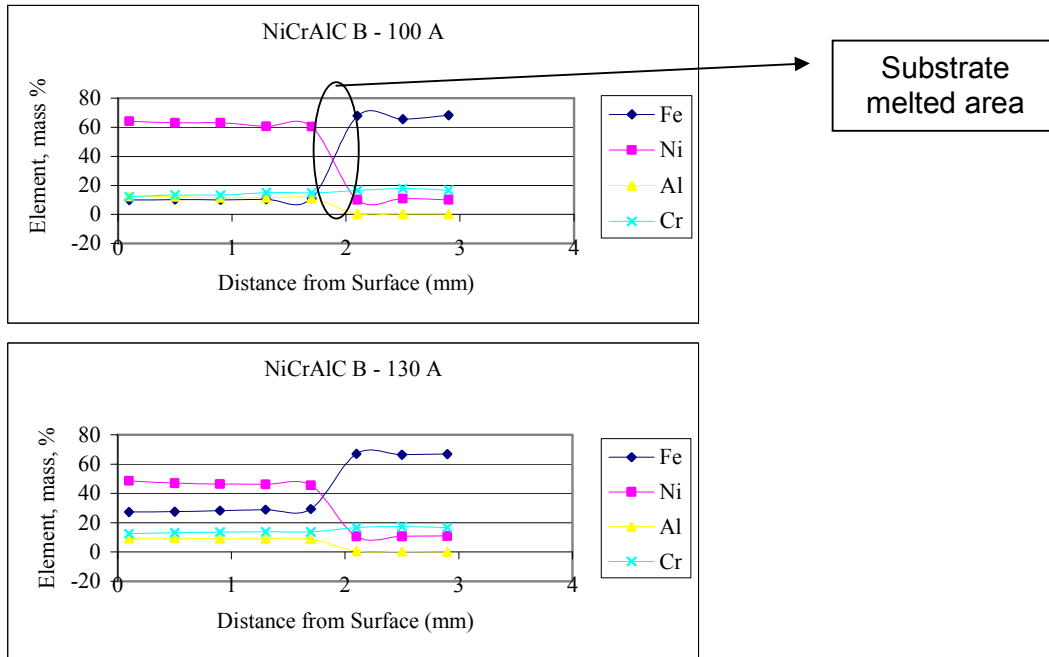 NiCrAlC B - 100 A
Substrate
melted area
Element, mass %
80
60
40
20
0
-20
0
1
2
3
4
Distance from Surface (mm)
Fe
Ni
Al
Cr
NiCrAlC B - 130 A
Element, mass, %
80
60
40
20
0
-20
0
1
2
3
4
Distance from Surface (mm)
Fe
Ni
Al
Cr